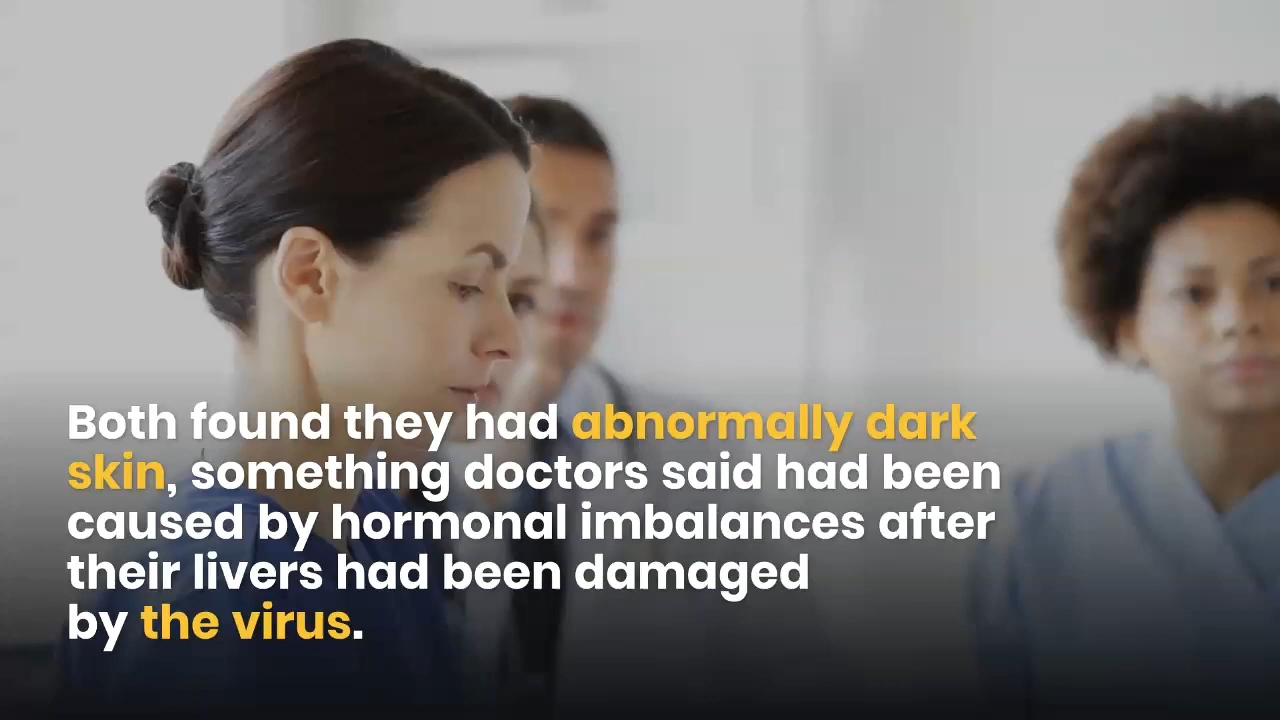 Both found they had abnormally dark
skin, something doctors said had been
caused by hormonal imbalances after
their livers had been damaged
by the virus.